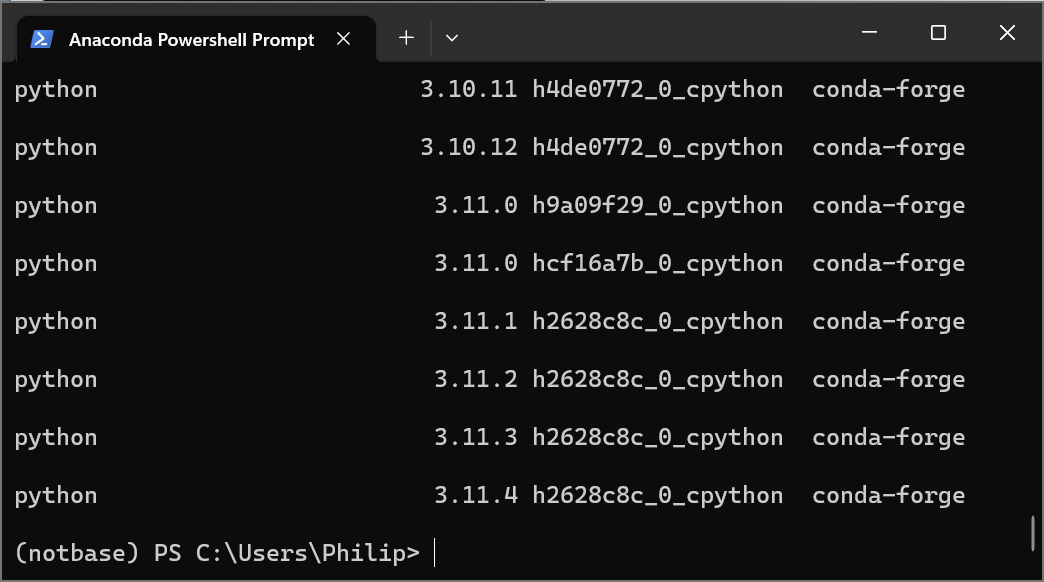 Anaconda Powershell Prompt
python 3.10.11 h4de0772_0_cpython conda-forge
python 3.10.12 h4de0772_0_cpython conda-forge
python 3.11.0 h9a09f29_0_cpython conda-forge
python 3.11.0 hcf16a7b_0_cpython conda-forge
python 3.11.1 h2628c8c_0_cpython conda-forge
python 3.11.2 h2628c8c_0_cpython conda-forge
python 3.11.3 h2628c8c_0_cpython conda-forge
python 3.11.4 h2628c8c_0_cpython conda-forge
(notbase) PS C:\Users\Philip>